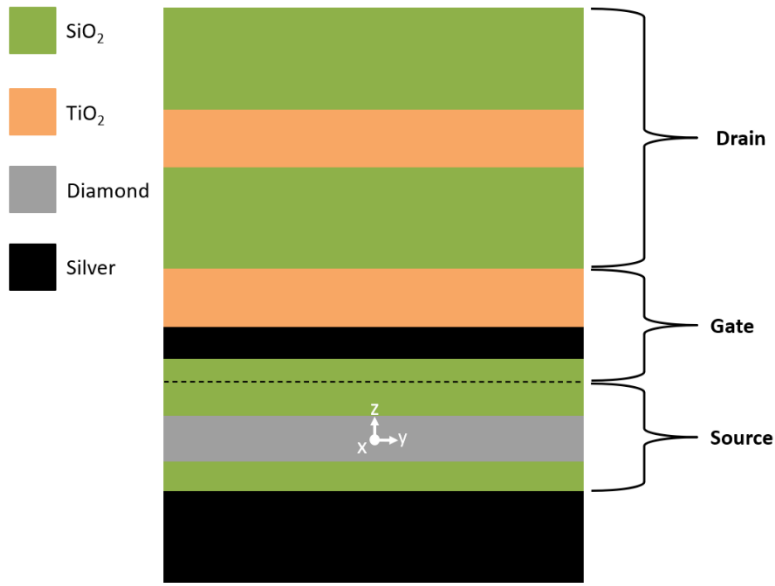 SiO₂
TiO₂
Diamond
Silver
Drain
Gate
Source
z
x
y